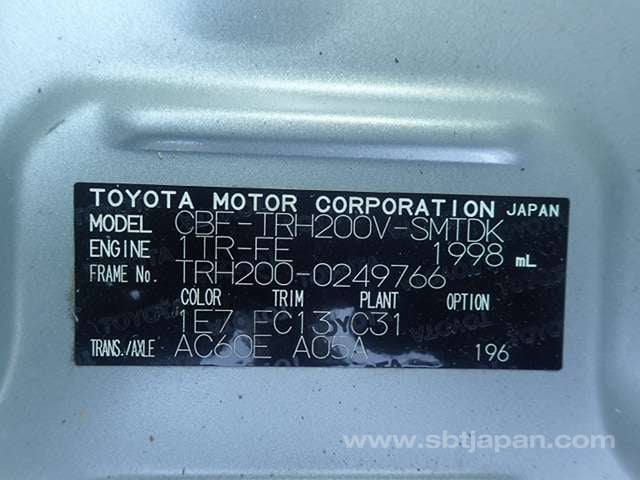 TOYOTA MOTOR CORPORATION JAPAN
MODEL CBF-TRH200V-SMTDK
ENGINE 1TR-FE 1998 mL
FRAME No. TRH200-0249766
COLOR TRIM PLANT OPTION
1E7 FC13 C31
TRANS./AXLE AC60E A05A 196
www.sbtjapan.com